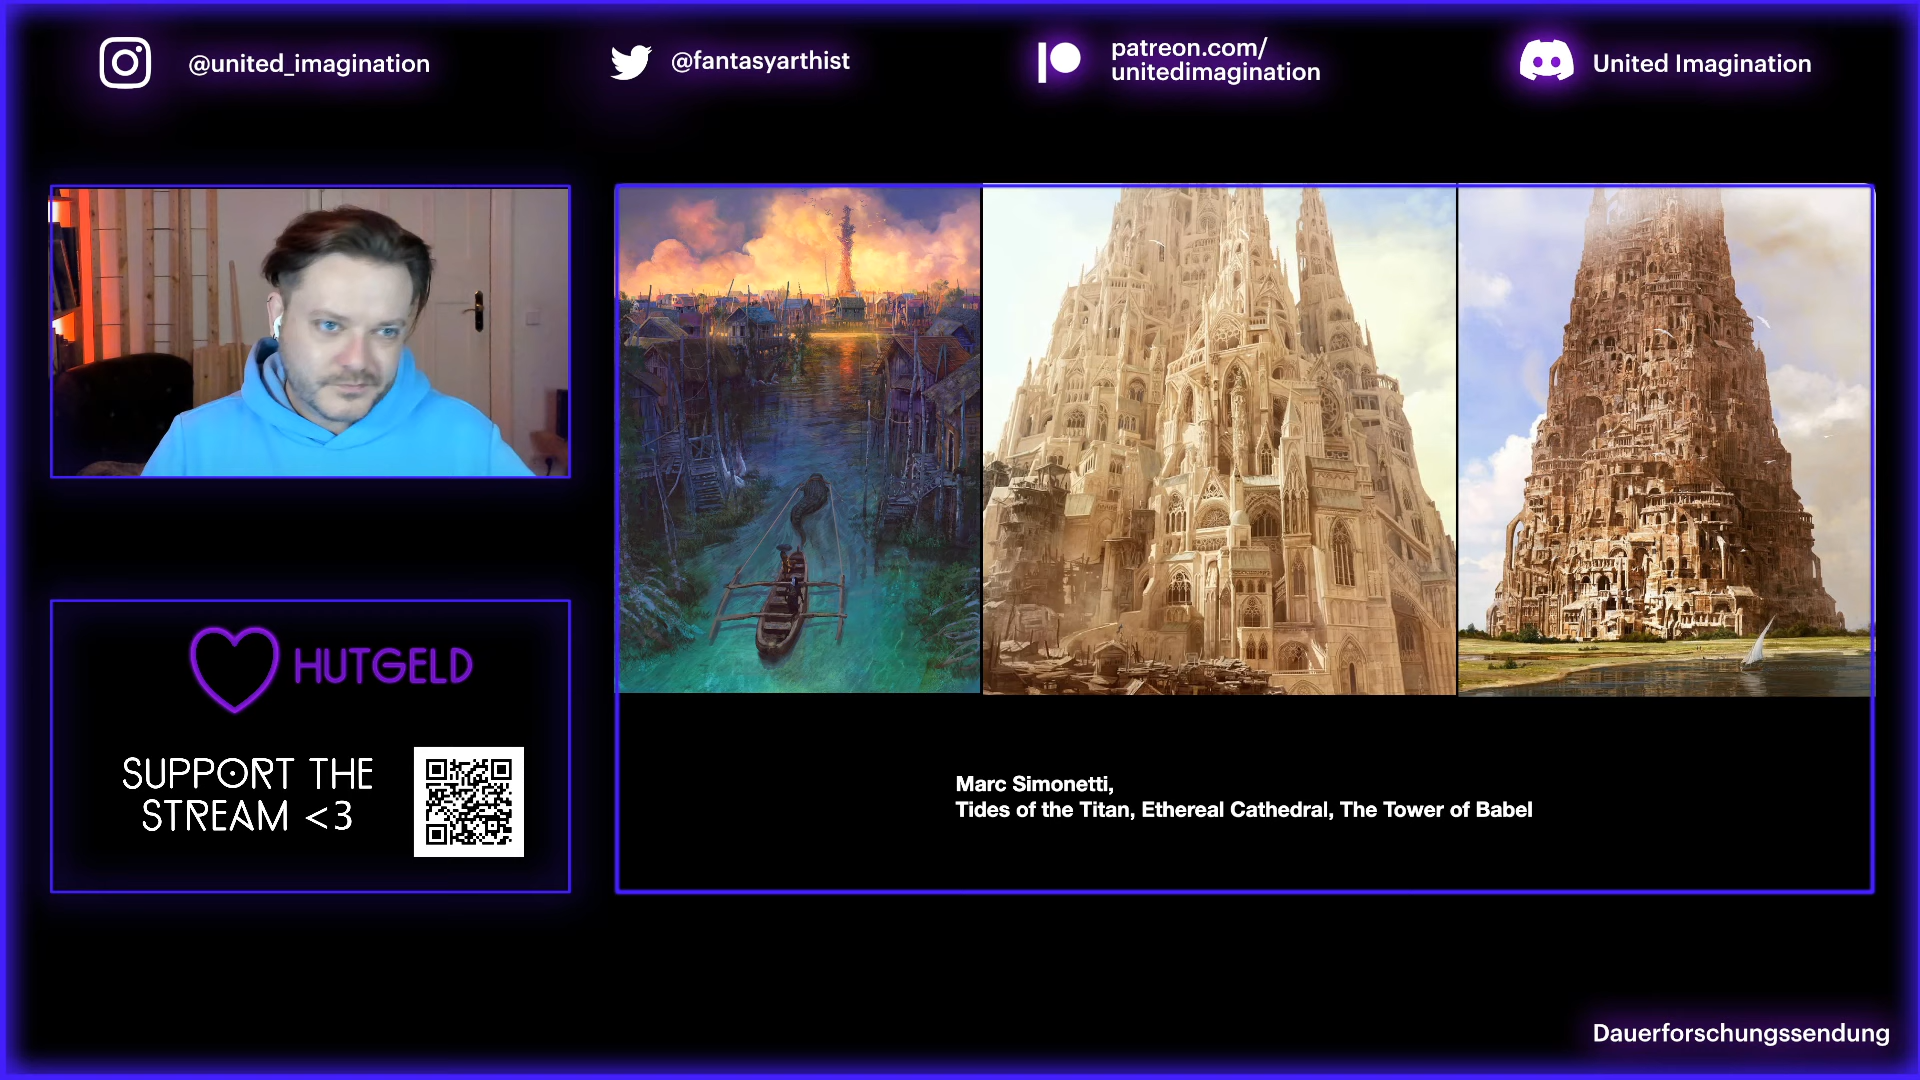 @united_imagination
@fantasyarthist
patreon.com/
unitedimagination
United Imagination
HUTGELD
SUPPORT THE
STREAM <3
Marc Simonetti,
Tides of the Titan, Ethereal Cathedral, The Tower of Babel
Dauerforschungssendung